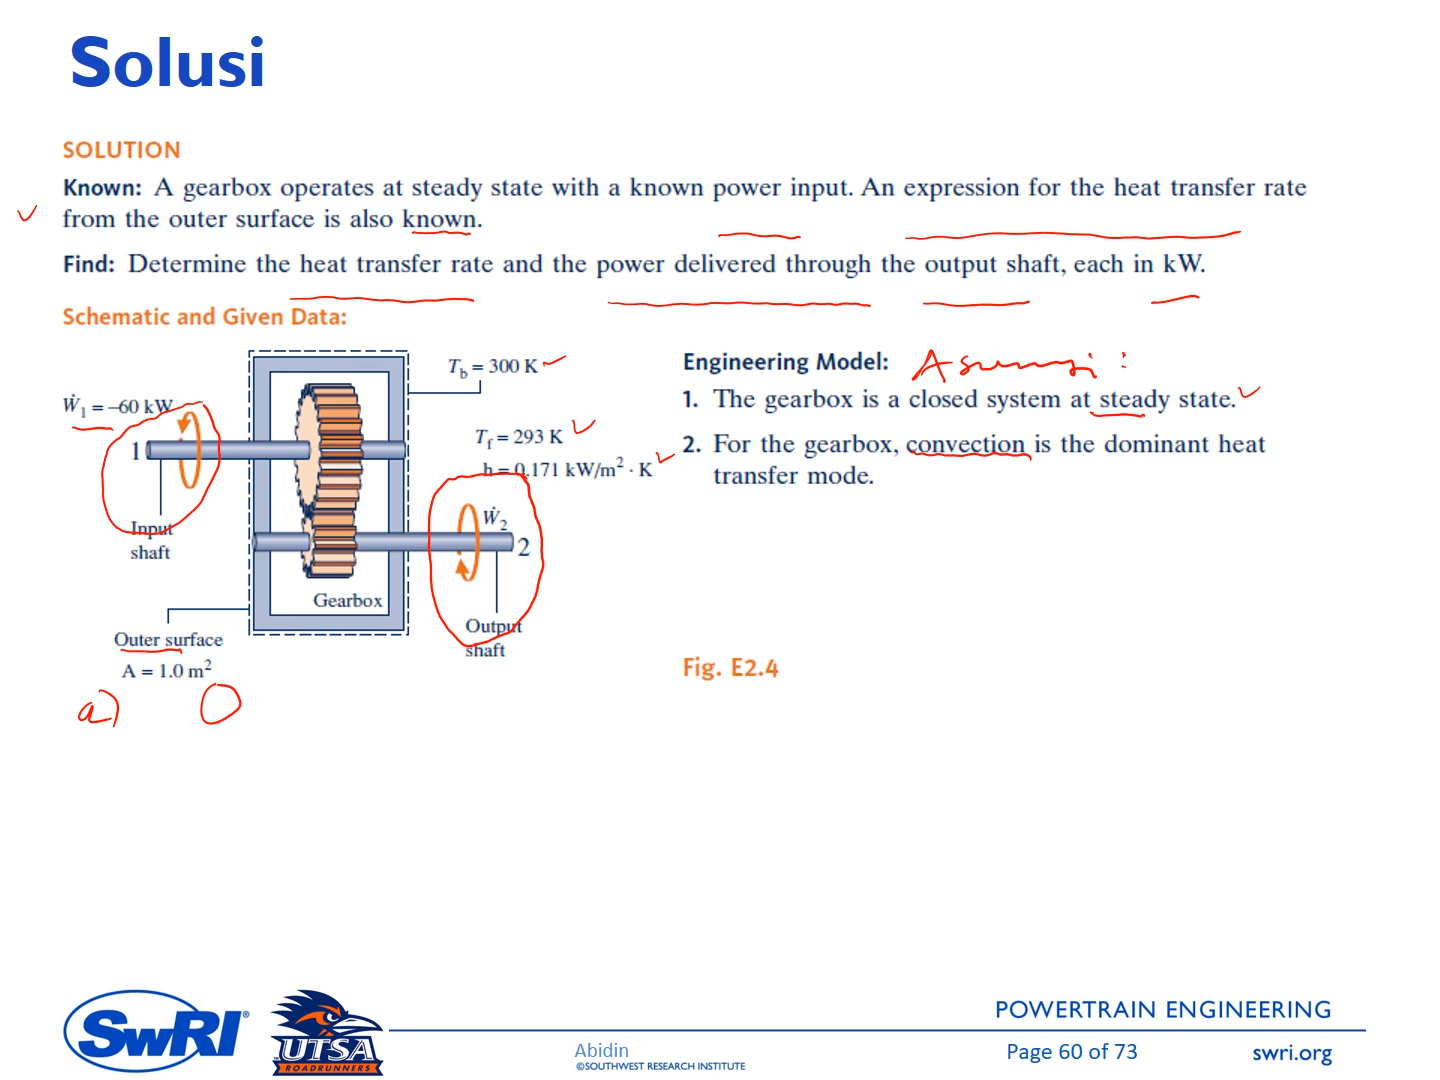 Solusi
SOLUTION
Known: A gearbox operates at steady state with a known power input. An expression for the heat transfer rate
from the outer surface is also known.
Find: Determine the heat transfer rate and the power delivered through the output shaft, each in kW.
Schematic and Given Data:
Ẇ₁ = –60 kW
1
Input
shaft
Outer surface
A = 1.0 m²
Gearbox
T_b = 300 K
T_f = 293 K
h = 0.171 kW/m² · K
Ẇ₂
2
Output
shaft
Engineering Model: Asumsi :
1. The gearbox is a closed system at steady state.
2. For the gearbox, convection is the dominant heat
transfer mode.
Fig. E2.4
a)
SwRI®
UTSA
ROADRUNNERS
Abidin
©SOUTHWEST RESEARCH INSTITUTE
POWERTRAIN ENGINEERING
Page 60 of 73
swri.org